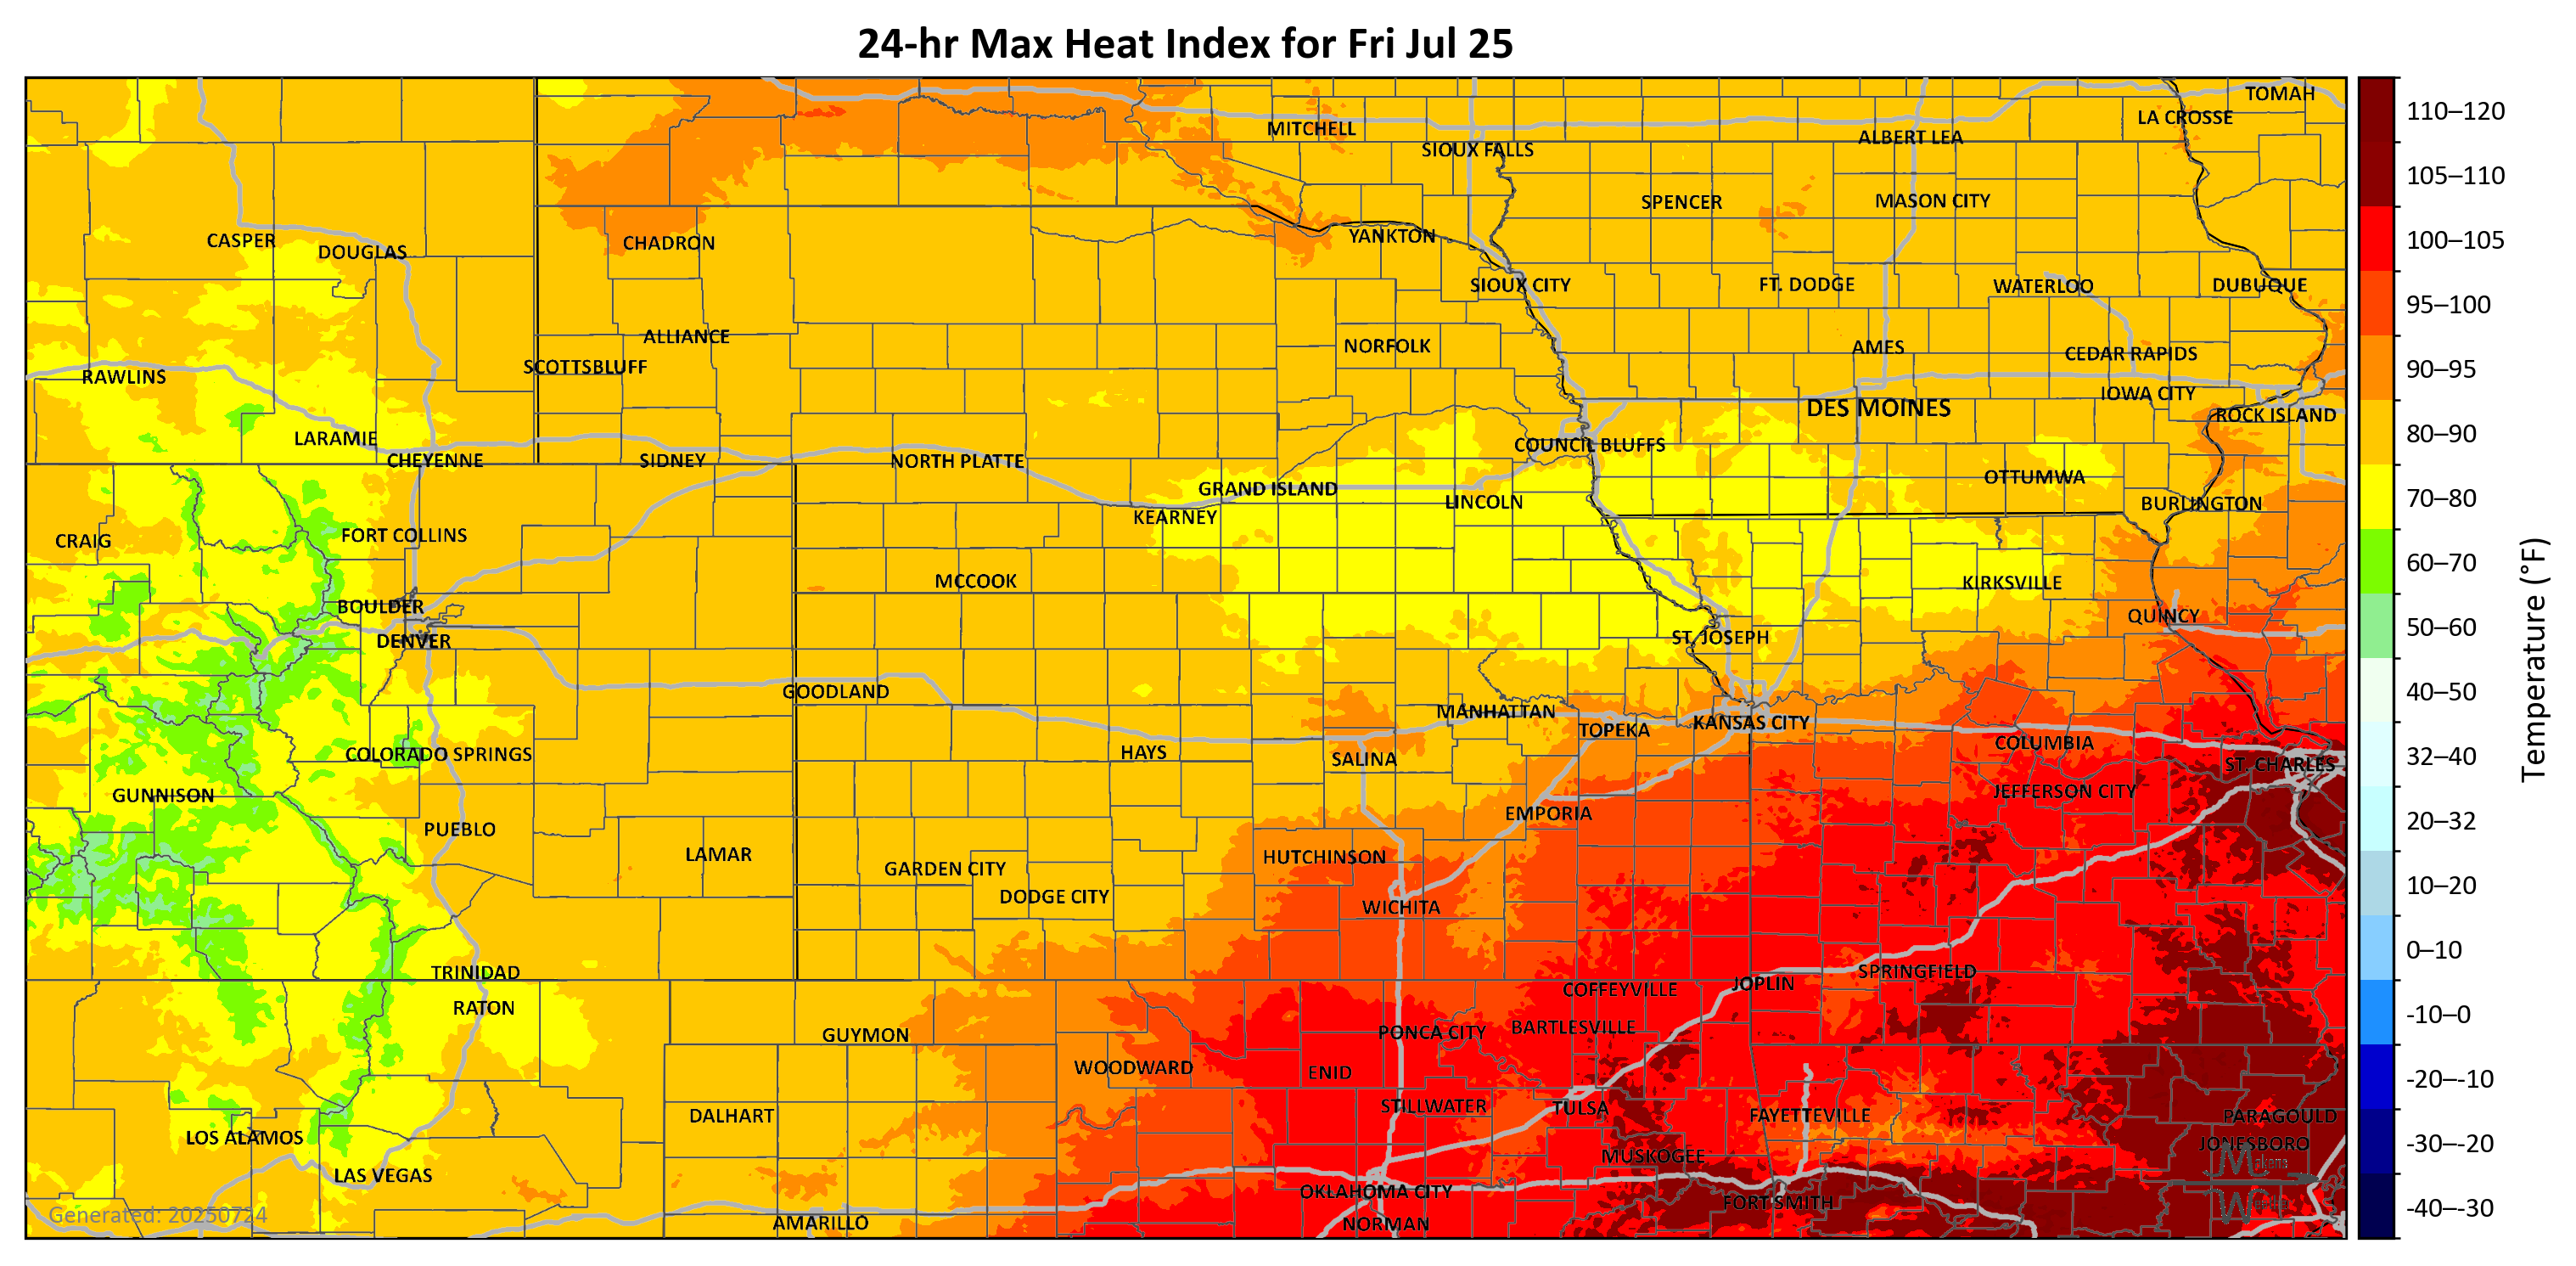 24-hr Max Heat Index for Fri Jul 25
TOMAH
LA CROSSE
MITCHELL
ALBERT LEA
SIOUX FALLS
SPENCER
MASON CITY
CASPER
DOUGLAS
CHADRON
YANKTON
SIOUX CITY
FT. DODGE
WATERLOO
DUBUQUE
ALLIANCE
NORFOLK
AMES
CEDAR RAPIDS
SCOTTSBLUFF
RAWLINS
IOWA CITY
DES MOINES
ROCK ISLAND
LARAMIE
COUNCIL BLUFFS
CHEYENNE
SIDNEY
NORTH PLATTE
OTTUMWA
GRAND ISLAND
LINCOLN
BURLINGTON
KEARNEY
FORT COLLINS
CRAIG
MCCOOK
KIRKSVILLE
BOULDER
QUINCY
DENVER
ST. JOSEPH
GOODLAND
MANHATTAN
TOPEKA
KANSAS CITY
COLUMBIA
COLORADO SPRINGS
HAYS
SALINA
ST. CHARLES
GUNNISON
JEFFERSON CITY
EMPORIA
PUEBLO
LAMAR
HUTCHINSON
GARDEN CITY
DODGE CITY
WICHITA
TRINIDAD
SPRINGFIELD
JOPLIN
COFFEYVILLE
RATON
BARTLESVILLE
PONCA CITY
GUYMON
WOODWARD
ENID
STILLWATER
TULSA
DALHART
FAYETTEVILLE
PARAGOULD
LOS ALAMOS
JONESBORO
MUSKOGEE
LAS VEGAS
OKLAHOMA CITY
FORT SMITH
AMARILLO
NORMAN
Generated: 20250724
110–120
105–110
100–105
95–100
90–95
80–90
70–80
60–70
50–60
40–50
32–40
20–32
10–20
0–10
-10–0
-20–-10
-30–-20
-40–-30
Temperature (°F)